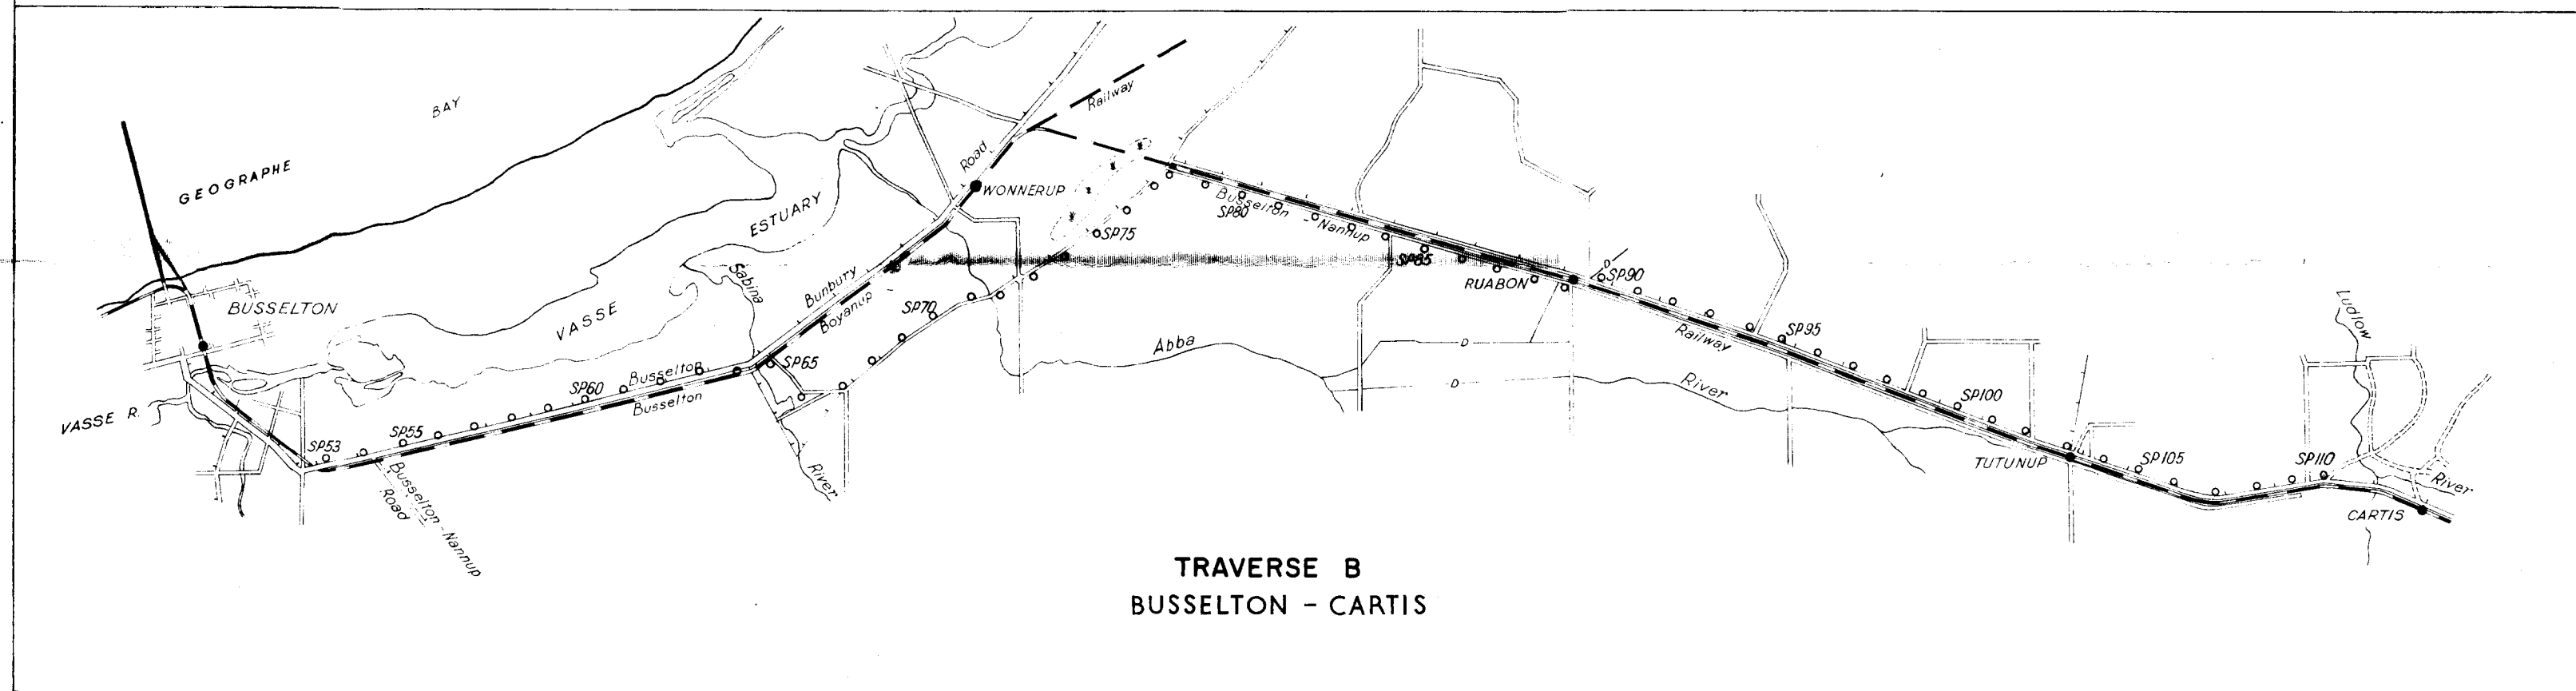 BAY
GEOGRAPHE
Railway
Road
WONNERUP
ESTUARY
Busselton - Nannup
SP80
SP75
Sabina
Bunbury
Boyanup
SP85
RUABON
SP90
BUSSELTON
VASSE
SP70
Abba
Railway
SP95
Ludlow
D
D
D
SP65
SP60
Busselton
Busselton
River
SP100
VASSE R.
SP53
SP55
Busselton - Nannup
Road
River
TUTUNUP
SP105
SP110
River
CARTIS
TRAVERSE B
BUSSELTON - CARTIS